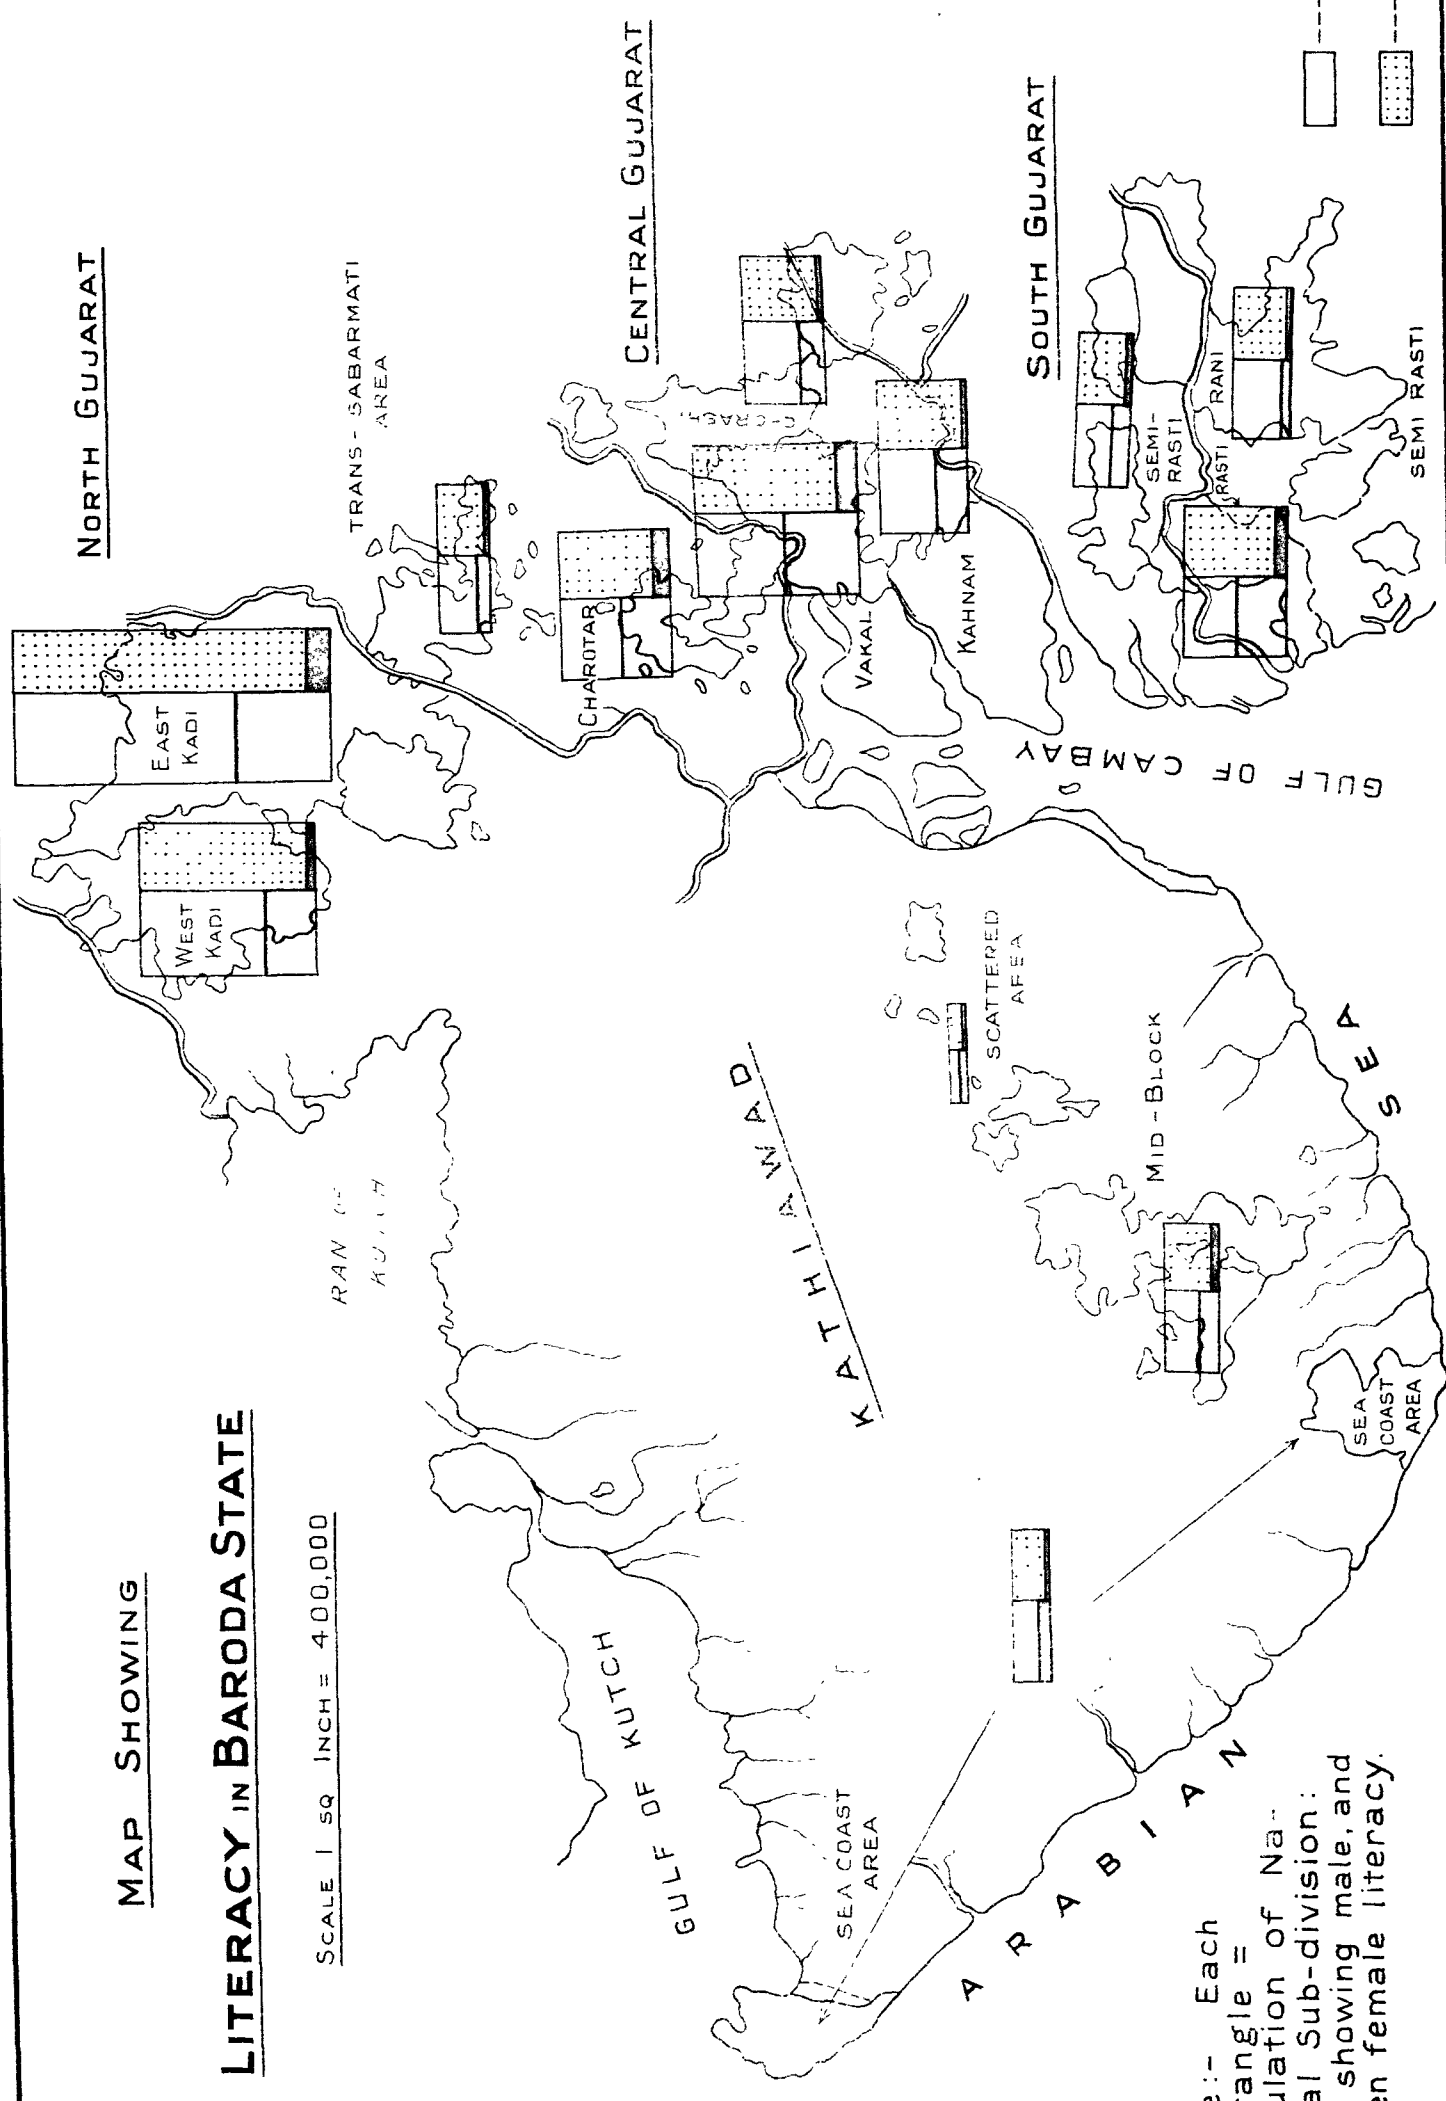 MAP SHOWING
LITERACY IN BARODA STATE
SCALE 1 SQ INCH = 400,000
NORTH GUJARAT
EAST
KADI
WEST
KADI
TRANS-SABARMATI
AREA
CENTRAL GUJARAT
CHAROTAR
VAKAL
KAHNAM
SOUTH GUJARAT
SEMI-
RASTI
RASTI
RANI
SEMI RASTI
GULF OF CAMBAY
RAN
GULF OF KUTCH
KATHIAWAD
SCATTERED
AREA
MID-BLOCK
SEA COAST
AREA
SEA
COAST
AREA
ARABIAN SEA
e:- Each
angle =
ulation of Na-
al Sub-division:
showing male, and
en female literacy.